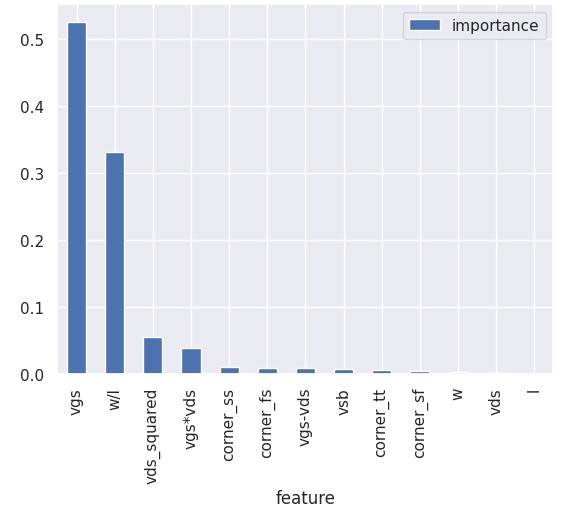 importance
0.5
0.4
0.3
0.2
0.1
0.0
vgs
w/l
vds_squared
vgs*vds
corner_ss
corner_fs
vgs-vds
vsb
corner_tt
corner_sf
w
vds
l
feature